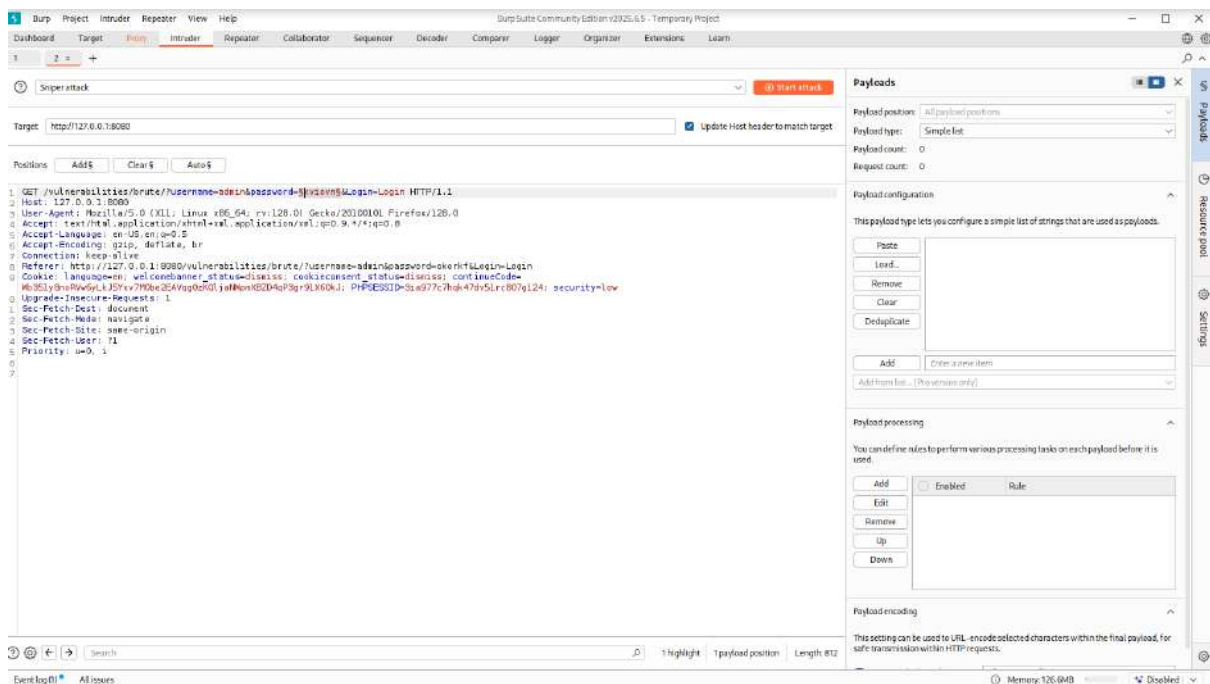 Burp Project Intruder Repeater View Help
Burp Suite Community Edition v2025.6.5 - Temporary Project
Dashboard Target Proxy Intruder Repeater Collaborator Sequencer Decoder Comparer Logger Organizer Extensions Learn
1 2 × +
Sniper attack
Start attack
Target http://127.0.0.1:8080
Update Host header to match target
Positions Add § Clear § Auto §
1 GET /vulnerabilities/brute/?username=admin&password=§kviovn§&Login=Login HTTP/1.1
2 Host: 127.0.0.1:8080
3 User-Agent: Mozilla/5.0 (X11; Linux x86_64; rv:128.0) Gecko/20100101 Firefox/128.0
4 Accept: text/html,application/xhtml+xml,application/xml;q=0.9,*/*;q=0.8
5 Accept-Language: en-US,en;q=0.5
6 Accept-Encoding: gzip, deflate, br
7 Connection: keep-alive
8 Referer: http://127.0.0.1:8080/vulnerabilities/brute/?username=admin&password=okorkf&Login=Login
9 Cookie: language=en; welcomebanner_status=dismiss; cookieconsent_status=dismiss; continueCode=
security=low
0 Upgrade-Insecure-Requests: 1
1 Sec-Fetch-Dest: document
2 Sec-Fetch-Mode: navigate
3 Sec-Fetch-Site: same-origin
4 Sec-Fetch-User: ?1
5 Priority: u=0, i
6
7
Search
1 highlight 1 payload position Length: 812
Event log All issues
Memory: 126.6MB
Disabled
Payloads
Payload position: All payload positions
Payload type: Simple list
Payload count: 0
Request count: 0
Payload configuration
This payload type lets you configure a simple list of strings that are used as payloads.
Paste
Load...
Remove
Clear
Deduplicate
Add Enter a new item
Add from list... [Pro version only]
Payload processing
You can define rules to perform various processing tasks on each payload before it is
used.
Add Enabled Rule
Edit
Remove
Up
Down
Payload encoding
This setting can be used to URL-encode selected characters within the final payload, for
safe transmission within HTTP requests.
Payloads
Resource pool
Settings